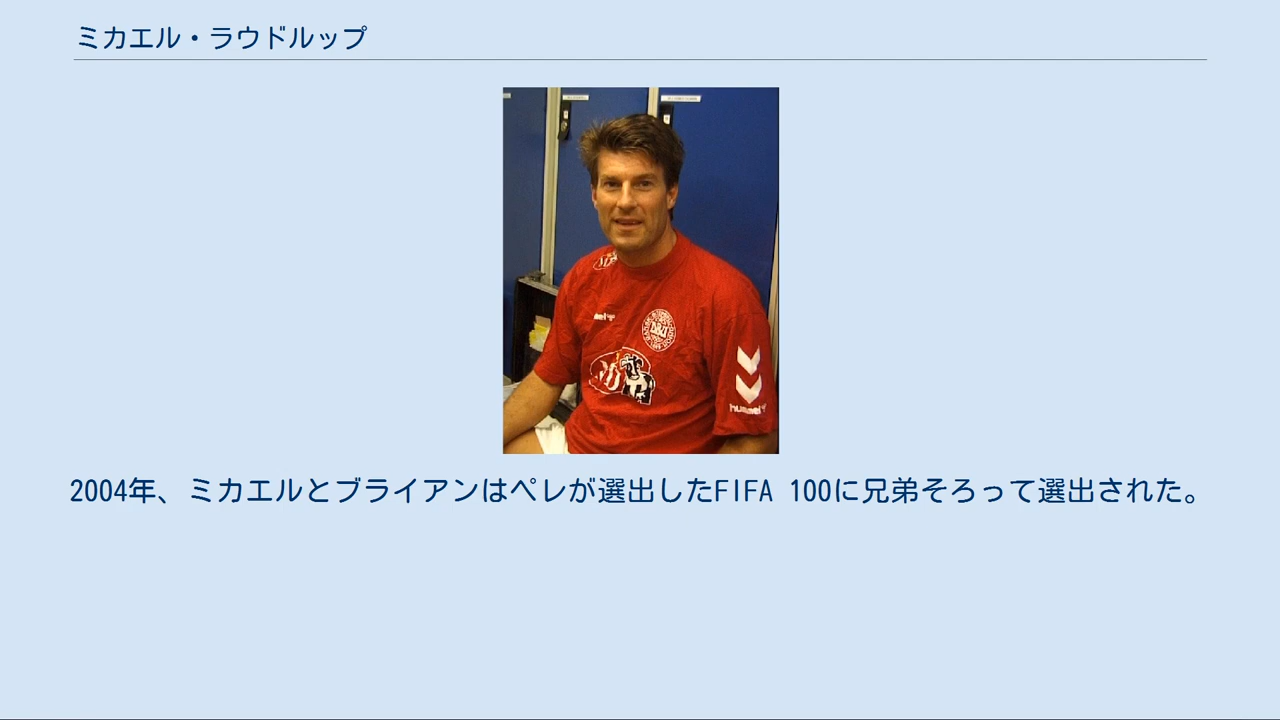 ミカエル・ラウドルップ
hummel
2004年、ミカエルとブライアンはペレが選出したFIFA 100に兄弟そろって選出された。